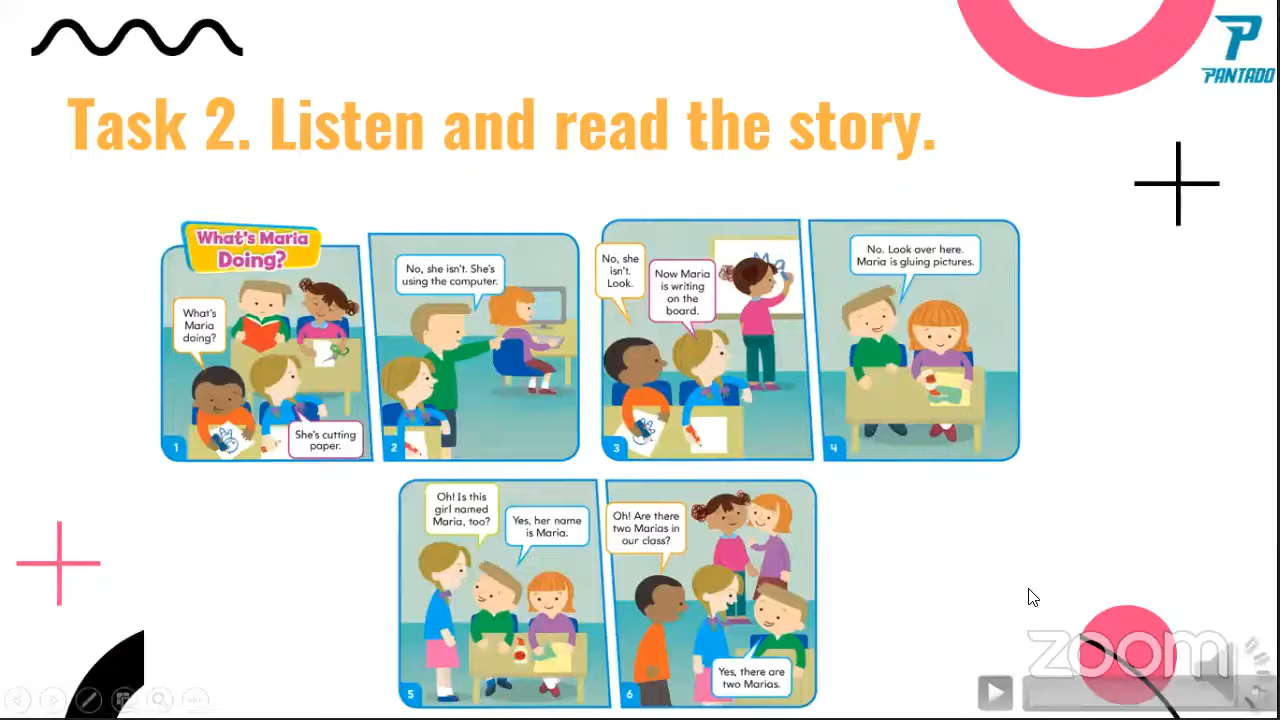 PANTADO
Task 2. Listen and read the story.
What's Maria
Doing?
What's
Maria
doing?
She's cutting
paper.
1
No, she isn't. She's
using the computer.
2
No, she
isn't.
Look.
Now Maria
is writing
on the
board.
Ma
3
No. Look over here.
Maria is gluing pictures.
4
Oh! Is this
girl named
Maria, too?
Yes, her name
is Maria.
5
Oh! Are there
two Marias in
our class?
Yes, there are
two Marias.
6
zoom